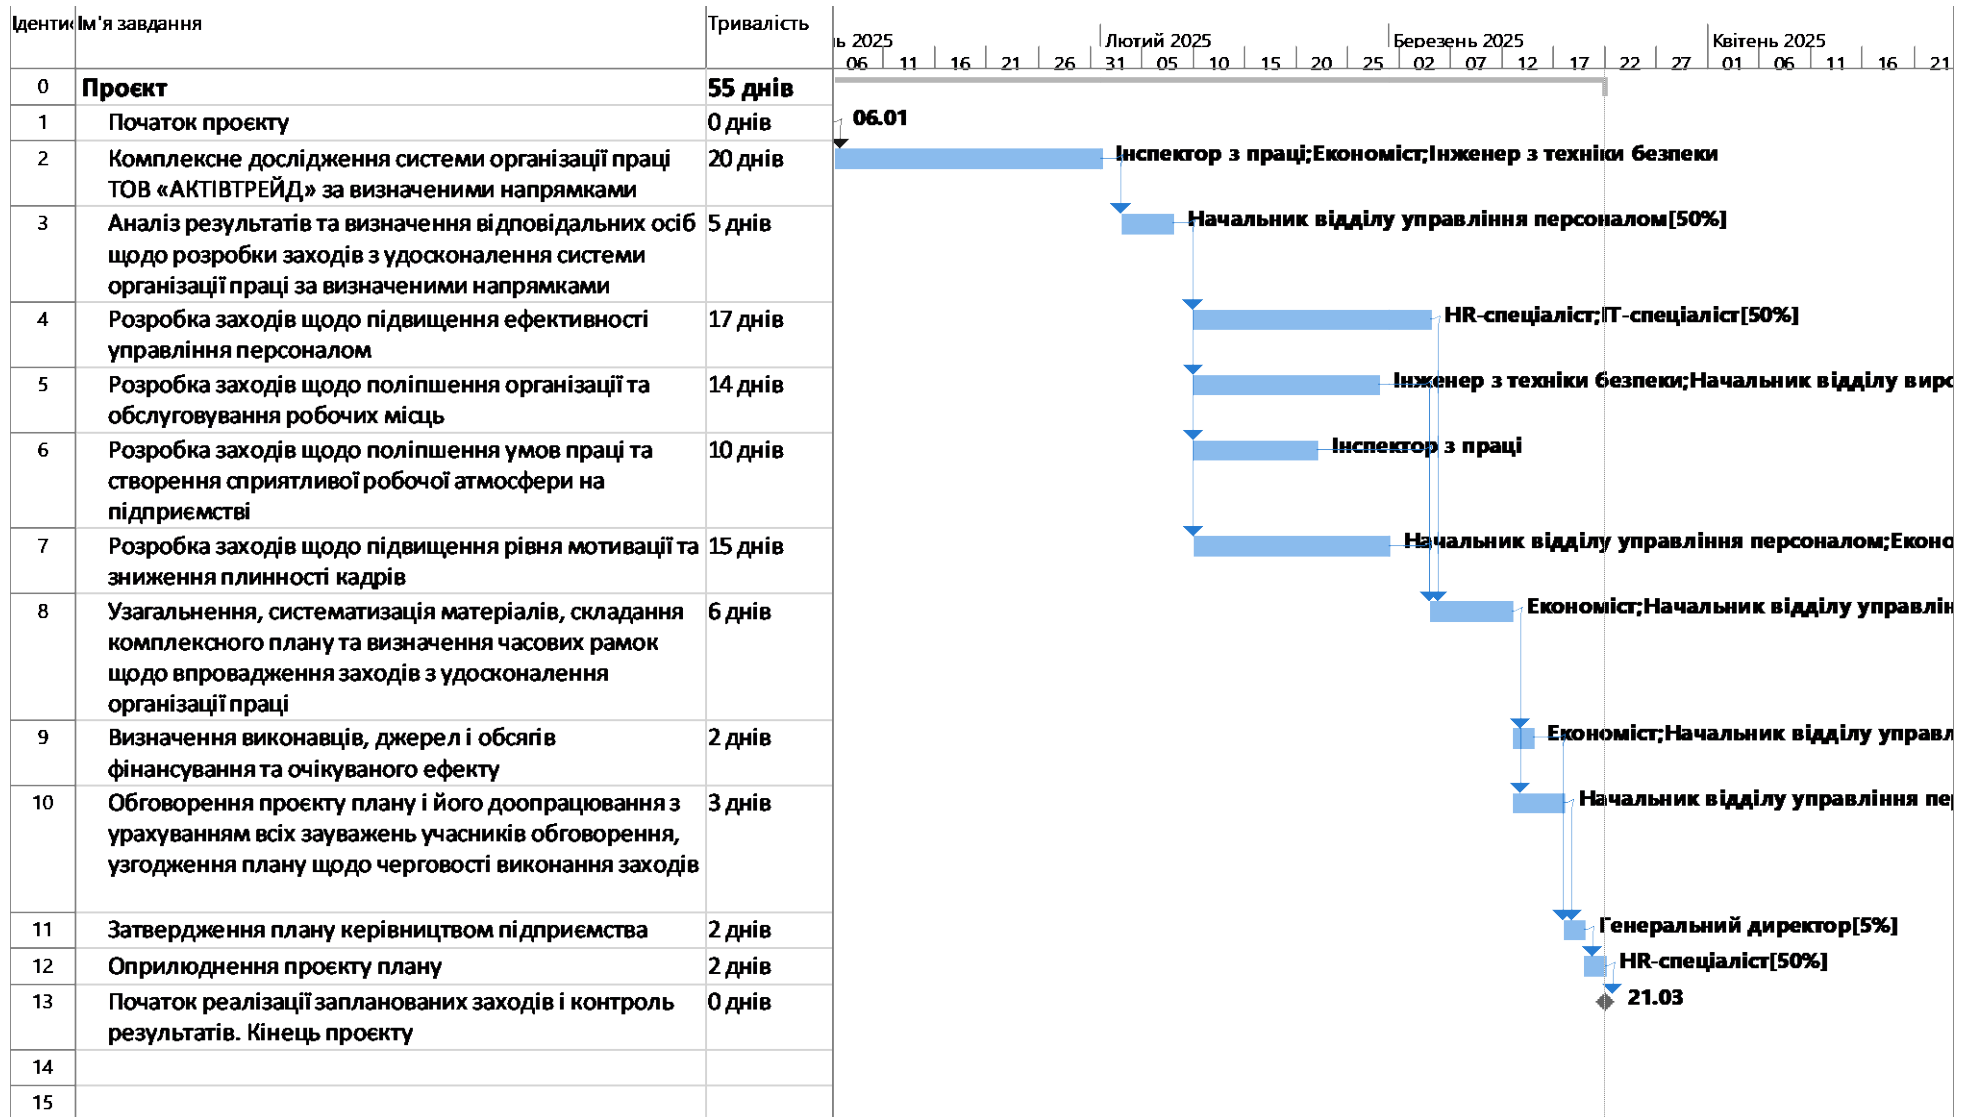 Ідентис Ім'я завдання Тривалість
ь 2025 Лютий 2025 Березень 2025 Квітень 2025
06 11 16 21 26 31 05 10 15 20 25 02 07 12 17 22 27 01 06 11 16 21
0 Проєкт 55 днів
1 Початок проєкту 0 днів 06.01
2 Комплексне дослідження системи організації праці 20 днів Інспектор з праці;Економіст;Інженер з техніки безпеки
ТОВ «АКТІВТРЕЙД» за визначеними напрямками
3 Аналіз результатів та визначення відповідальних осіб 5 днів Начальник відділу управління персоналом[50%]
щодо розробки заходів з удосконалення системи
організації праці за визначеними напрямками
4 Розробка заходів щодо підвищення ефективності 17 днів HR-спеціаліст;ІТ-спеціаліст[50%]
управління персоналом
5 Розробка заходів щодо поліпшення організації та 14 днів Інженер з техніки безпеки;Начальник відділу виро
обслуговування робочих місць
6 Розробка заходів щодо поліпшення умов праці та 10 днів Інспектор з праці
створення сприятливої робочої атмосфери на
підприємстві
7 Розробка заходів щодо підвищення рівня мотивації та 15 днів Начальник відділу управління персоналом;Еконо
зниження плинності кадрів
8 Узагальнення, систематизація матеріалів, складання 6 днів Економіст;Начальник відділу управлін
комплексного плану та визначення часових рамок
щодо впровадження заходів з удосконалення
організації праці
9 Визначення виконавців, джерел і обсягів 2 днів Економіст;Начальник відділу управл
фінансування та очікуваного ефекту
10 Обговорення проєкту плану і його доопрацювання з 3 днів Начальник відділу управління пер
урахуванням всіх зауважень учасників обговорення,
узгодження плану щодо черговості виконання заходів
11 Затвердження плану керівництвом підприємства 2 днів Генеральний директор[5%]
12 Оприлюднення проєкту плану 2 днів HR-спеціаліст[50%]
13 Початок реалізації запланованих заходів і контроль 0 днів 21.03
результатів. Кінець проєкту
14
15